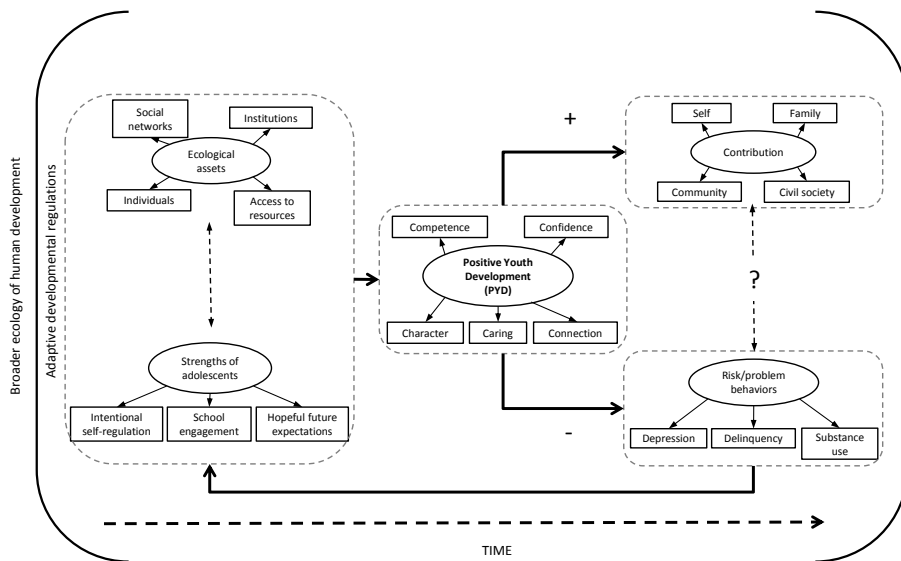 Broader ecology of human development
Adaptive developmental regulations
Social
networks
Institutions
Ecological
assets
Individuals
Access to
resources
Strengths of
adolescents
Intentional
self-regulation
School
engagement
Hopeful future
expectations
Competence
Confidence
Positive Youth
Development
(PYD)
Character
Caring
Connection
+
-
Self
Family
Contribution
Community
Civil society
?
Risk/problem
behaviors
Depression
Delinquency
Substance
use
TIME